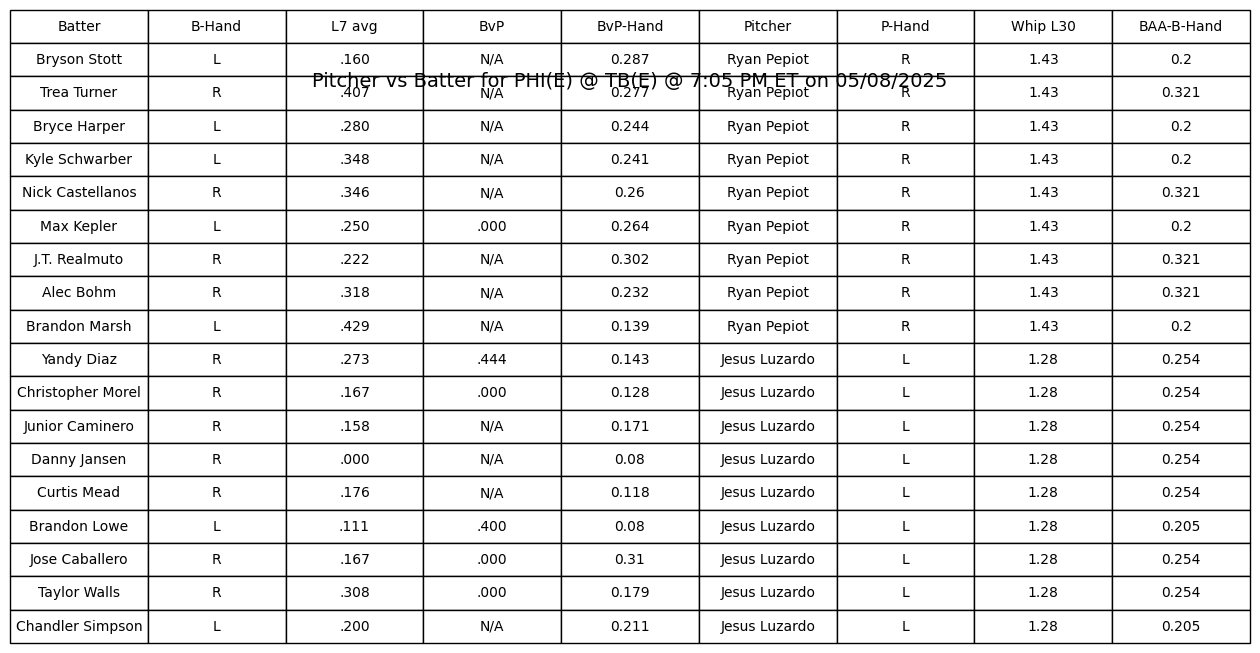 Batter B-Hand L7 avg BvP BvP-Hand Pitcher P-Hand Whip L30 BAA-B-Hand
Bryson Stott L .160 N/A 0.287 Ryan Pepiot R 1.43 0.2
Pitcher vs Batter for PHI(E) @ TB(E) @ 7:05 PM ET on 05/08/2025
Trea Turner R .407 N/A 0.277 Ryan Pepiot R 1.43 0.321
Bryce Harper L .280 N/A 0.244 Ryan Pepiot R 1.43 0.2
Kyle Schwarber L .348 N/A 0.241 Ryan Pepiot R 1.43 0.2
Nick Castellanos R .346 N/A 0.26 Ryan Pepiot R 1.43 0.321
Max Kepler L .250 .000 0.264 Ryan Pepiot R 1.43 0.2
J.T. Realmuto R .222 N/A 0.302 Ryan Pepiot R 1.43 0.321
Alec Bohm R .318 N/A 0.232 Ryan Pepiot R 1.43 0.321
Brandon Marsh L .429 N/A 0.139 Ryan Pepiot R 1.43 0.2
Yandy Diaz R .273 .444 0.143 Jesus Luzardo L 1.28 0.254
Christopher Morel R .167 .000 0.128 Jesus Luzardo L 1.28 0.254
Junior Caminero R .158 N/A 0.171 Jesus Luzardo L 1.28 0.254
Danny Jansen R .000 N/A 0.08 Jesus Luzardo L 1.28 0.254
Curtis Mead R .176 N/A 0.118 Jesus Luzardo L 1.28 0.254
Brandon Lowe L .111 .400 0.08 Jesus Luzardo L 1.28 0.205
Jose Caballero R .167 .000 0.31 Jesus Luzardo L 1.28 0.254
Taylor Walls R .308 .000 0.179 Jesus Luzardo L 1.28 0.254
Chandler Simpson L .200 N/A 0.211 Jesus Luzardo L 1.28 0.205